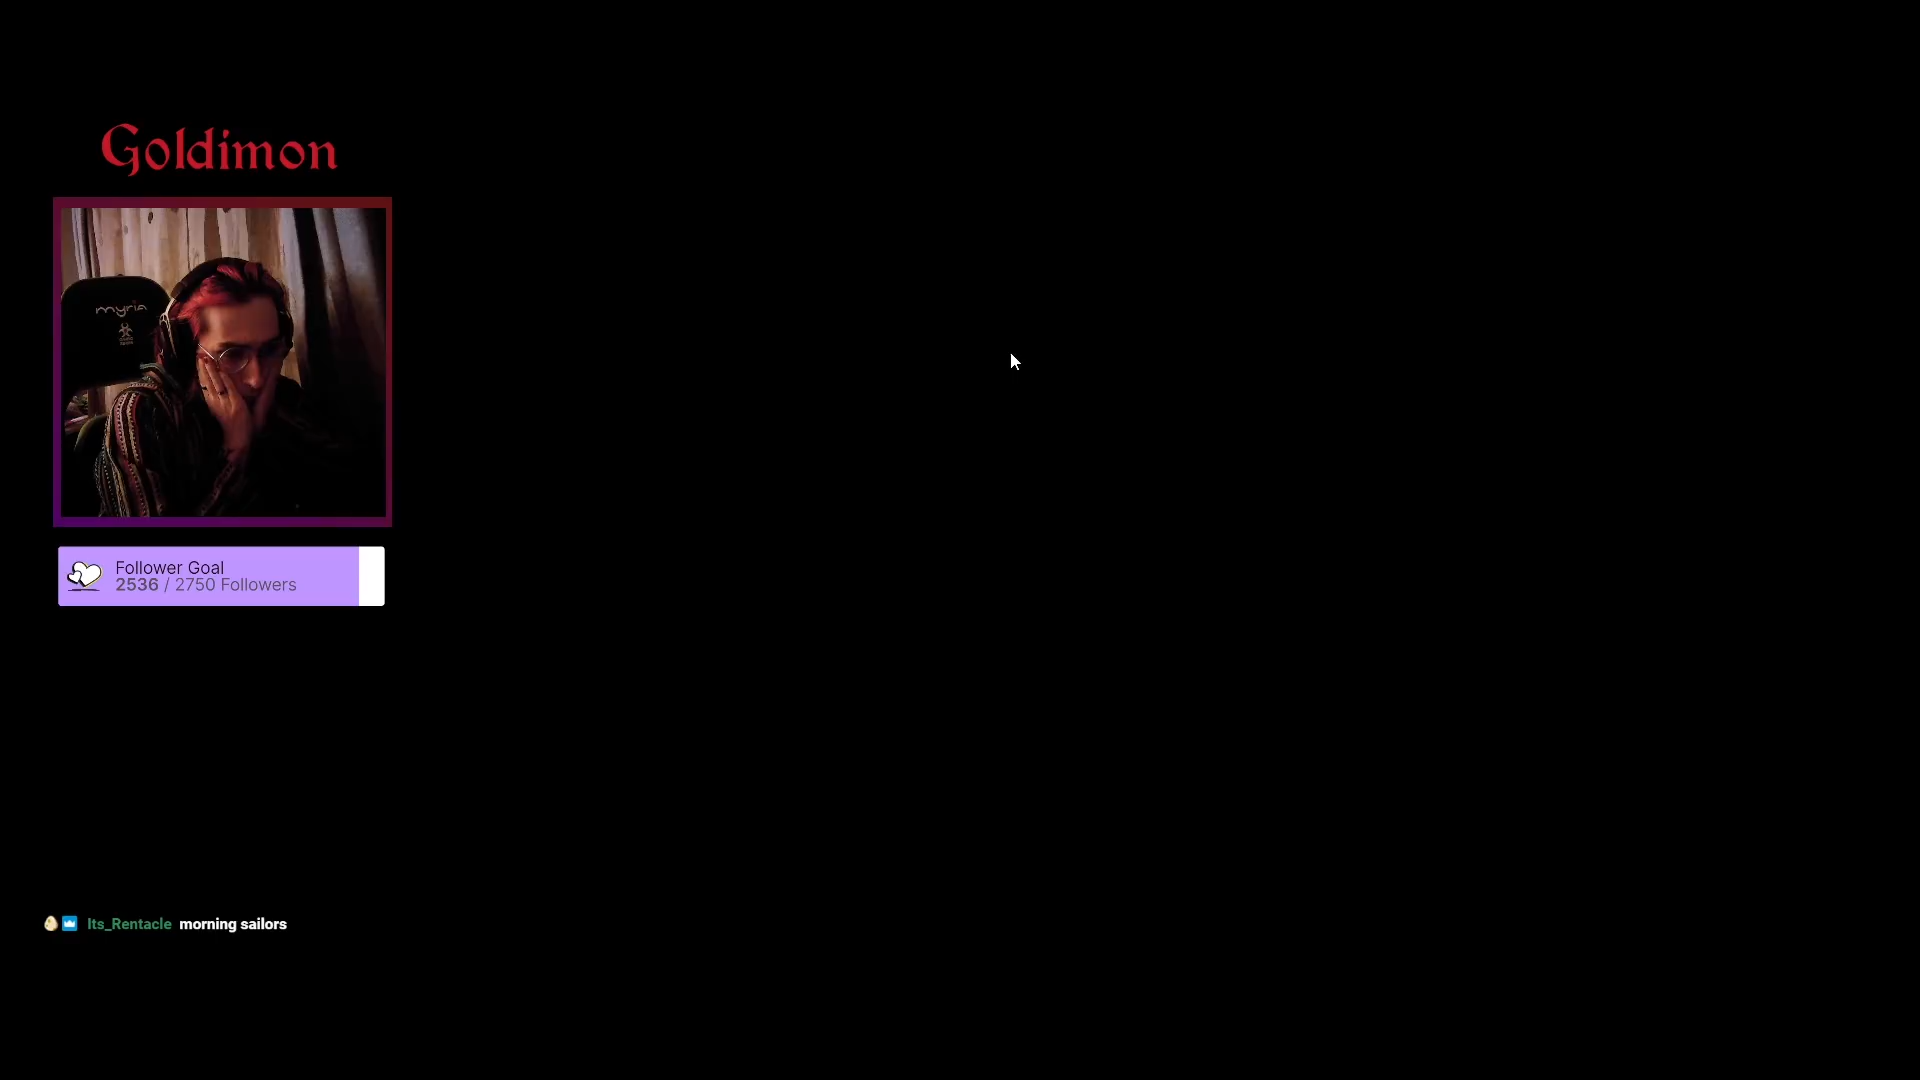 Goldimon
myria
Follower Goal
2536 / 2750 Followers
Its_Rentacle morning sailors